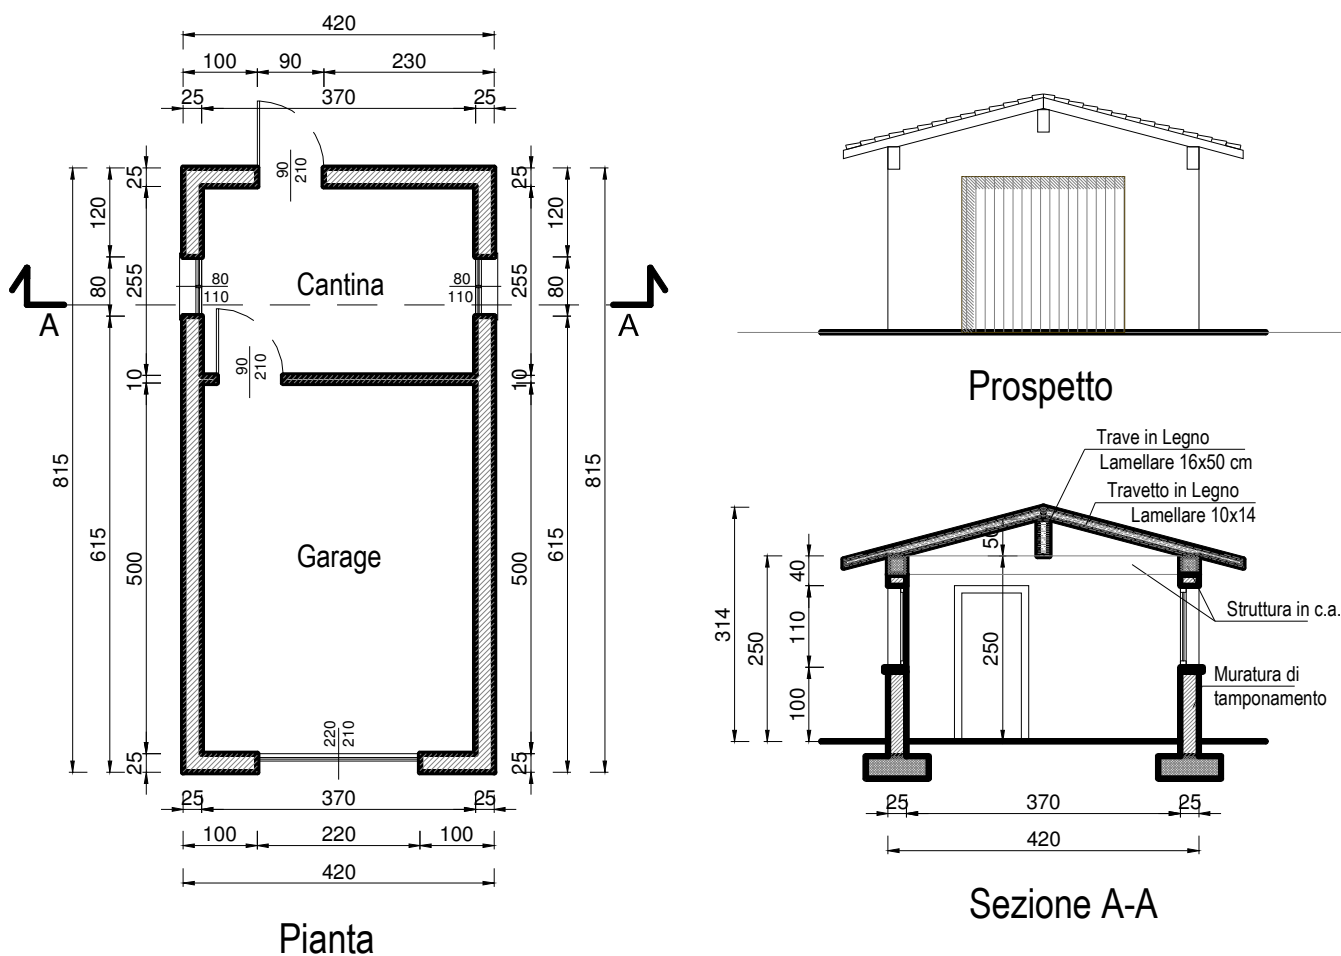 420
100 90 230
25 370 25
90
210
25
120
80
255
10
815
615
500
25
25
120
80
255
10
815
615
500
25
80
110
80
110
Cantina
A
A
90
210
Garage
220
210
25 370 25
100 220 100
420
Pianta
Prospetto
Trave in Legno
Lamellare 16x50 cm
Travetto in Legno
Lamellare 10x14
50
40
110
100
314
250
250
Struttura in c.a.
Muratura di
tamponamento
25 370 25
420
Sezione A-A